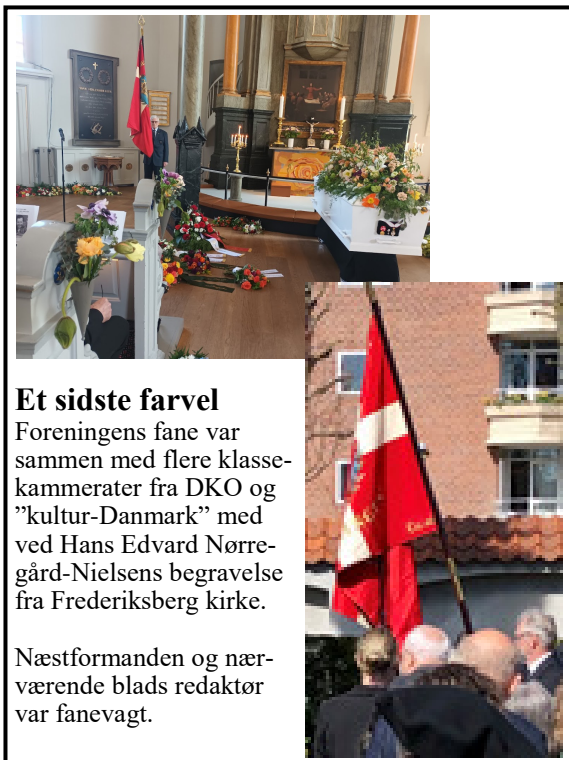 Et sidste farvel
Foreningens fane var
sammen med flere klasse-
kammerater fra DKO og
”kultur-Danmark” med
ved Hans Edvard Nørre-
gård-Nielsens begravelse
fra Frederiksberg kirke.
Næstformanden og nær-
værende blads redaktør
var fanevagt.